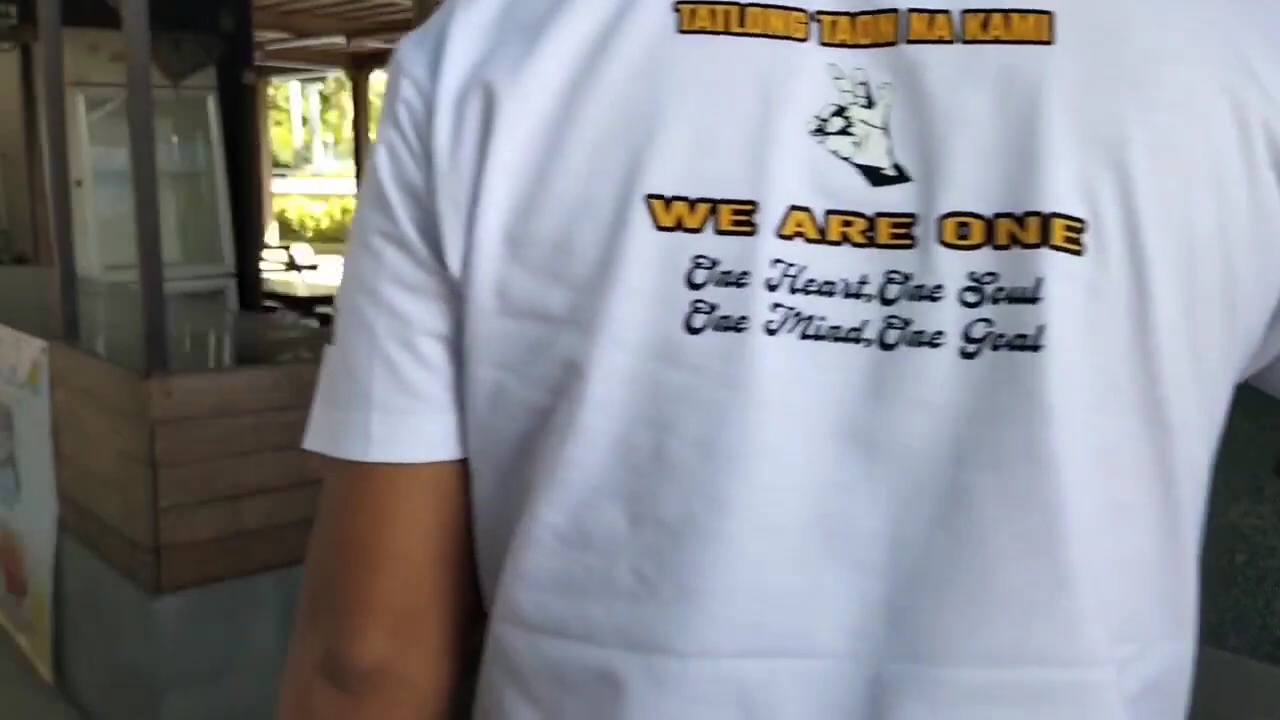 TATLONG TAON NA KAMI
WE ARE ONE
One Heart,One Soul
One Mind,One Goal